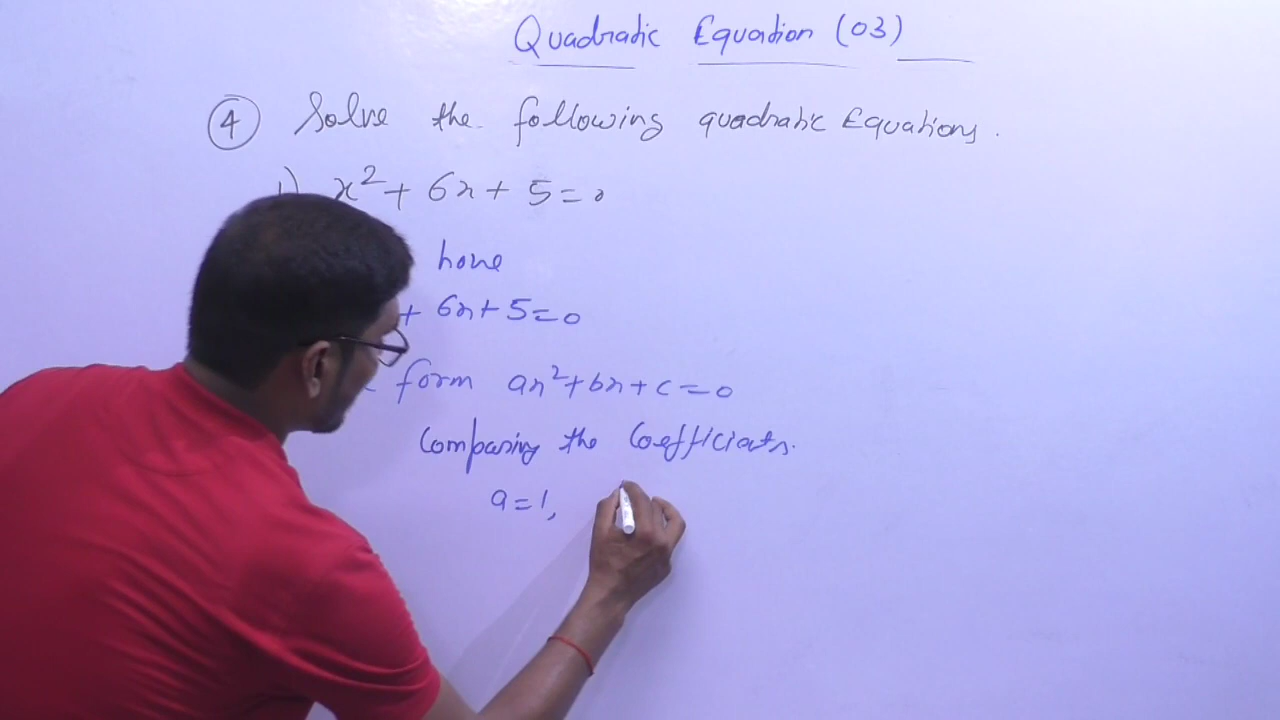 Quadratic Equation (03)
④ Solve the following quadratic Equations.
1) x²+ 6x + 5 = 0
have
+ 6x + 5 = 0
form ax²+bx+c=0
Comparing the Coefficients.
a=1,